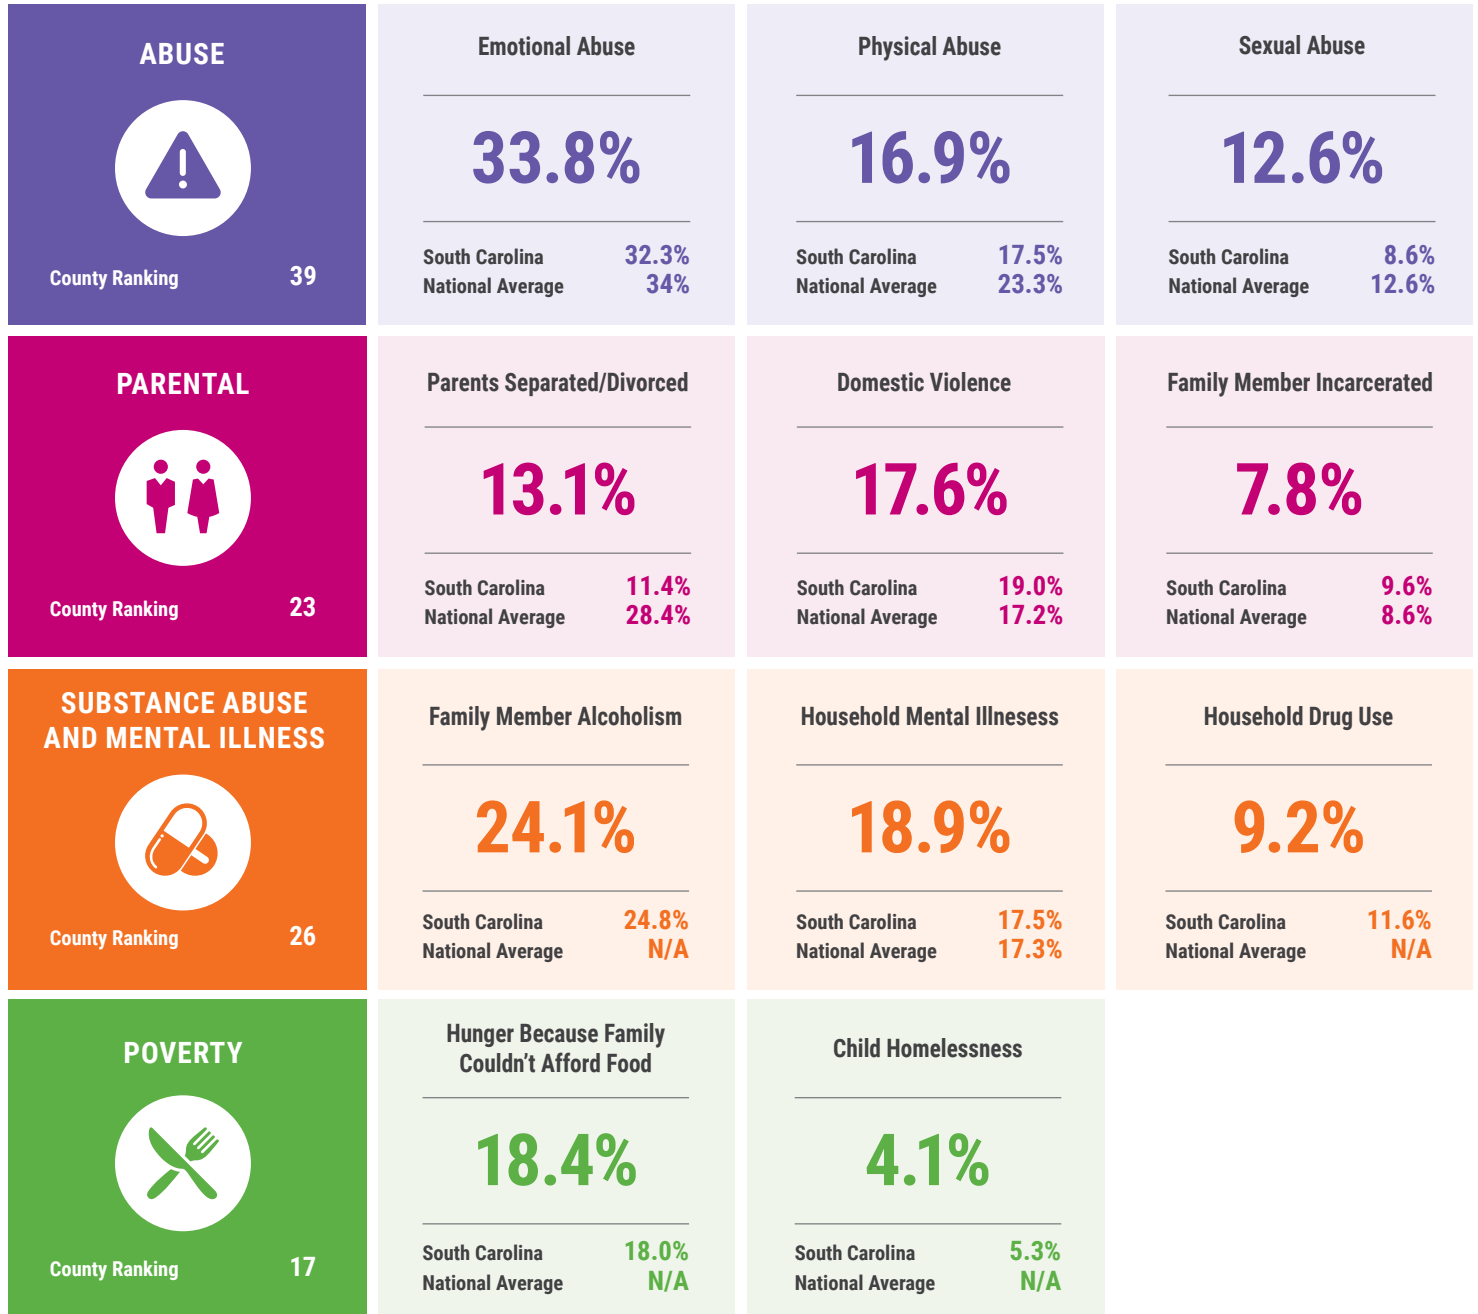 ABUSE
County Ranking 39
Emotional Abuse
33.8%
South Carolina 32.3%
National Average 34%
Physical Abuse
16.9%
South Carolina 17.5%
National Average 23.3%
Sexual Abuse
12.6%
South Carolina 8.6%
National Average 12.6%
PARENTAL
County Ranking 23
Parents Separated/Divorced
13.1%
South Carolina 11.4%
National Average 28.4%
Domestic Violence
17.6%
South Carolina 19.0%
National Average 17.2%
Family Member Incarcerated
7.8%
South Carolina 9.6%
National Average 8.6%
SUBSTANCE ABUSE
AND MENTAL ILLNESS
County Ranking 26
Family Member Alcoholism
24.1%
South Carolina 24.8%
National Average N/A
Household Mental Illnesess
18.9%
South Carolina 17.5%
National Average 17.3%
Household Drug Use
9.2%
South Carolina 11.6%
National Average N/A
POVERTY
County Ranking 17
Hunger Because Family
Couldn't Afford Food
18.4%
South Carolina 18.0%
National Average N/A
Child Homelessness
4.1%
South Carolina 5.3%
National Average N/A